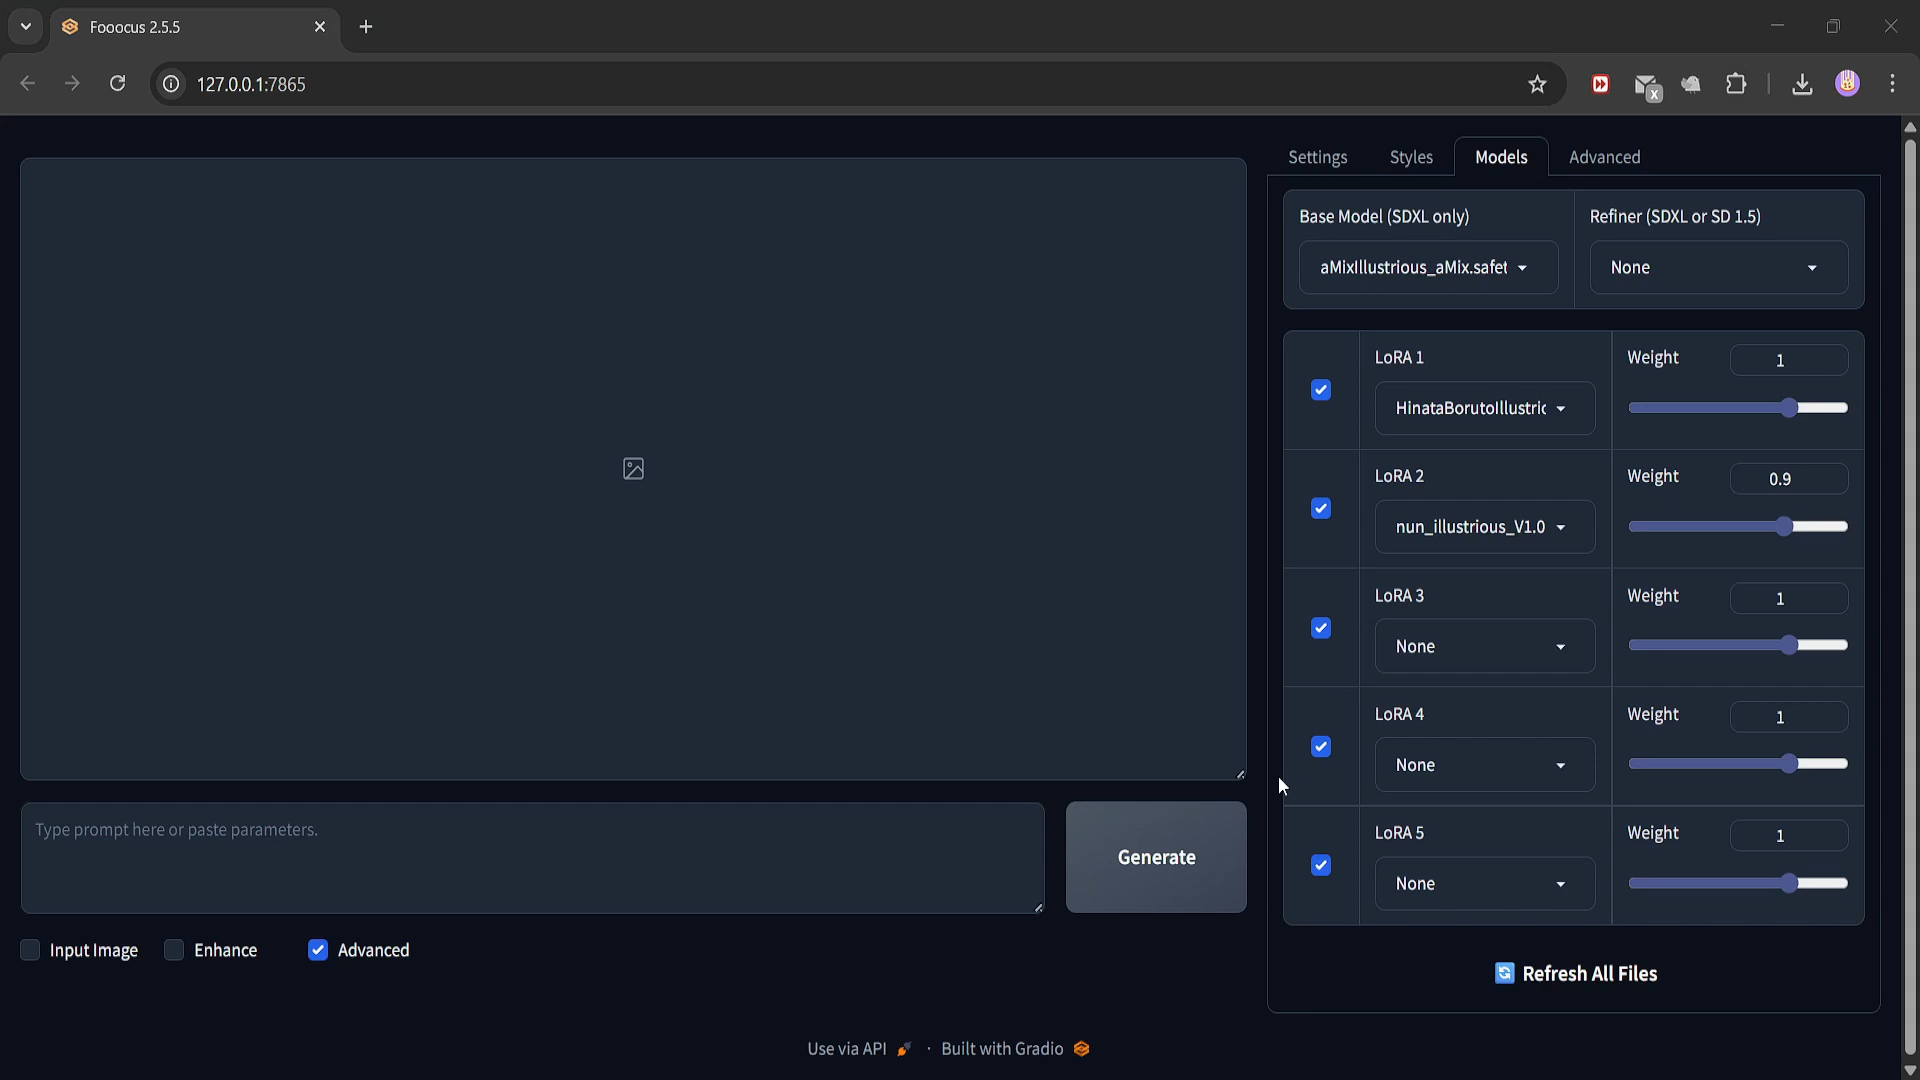 Fooocus 2.5.5
127.0.0.1:7865
x
Settings Styles Models Advanced
Base Model (SDXL only) Refiner (SDXL or SD 1.5)
aMixIllustrious_aMix.safet None
LoRA 1 Weight 1
HinataBorutoIllustric
LoRA 2 Weight 0.9
nun_illustrious_V1.0
LoRA 3 Weight 1
None
LoRA 4 Weight 1
None
LoRA 5 Weight 1
None
Refresh All Files
Type prompt here or paste parameters.
Generate
Input Image Enhance Advanced
Use via API · Built with Gradio